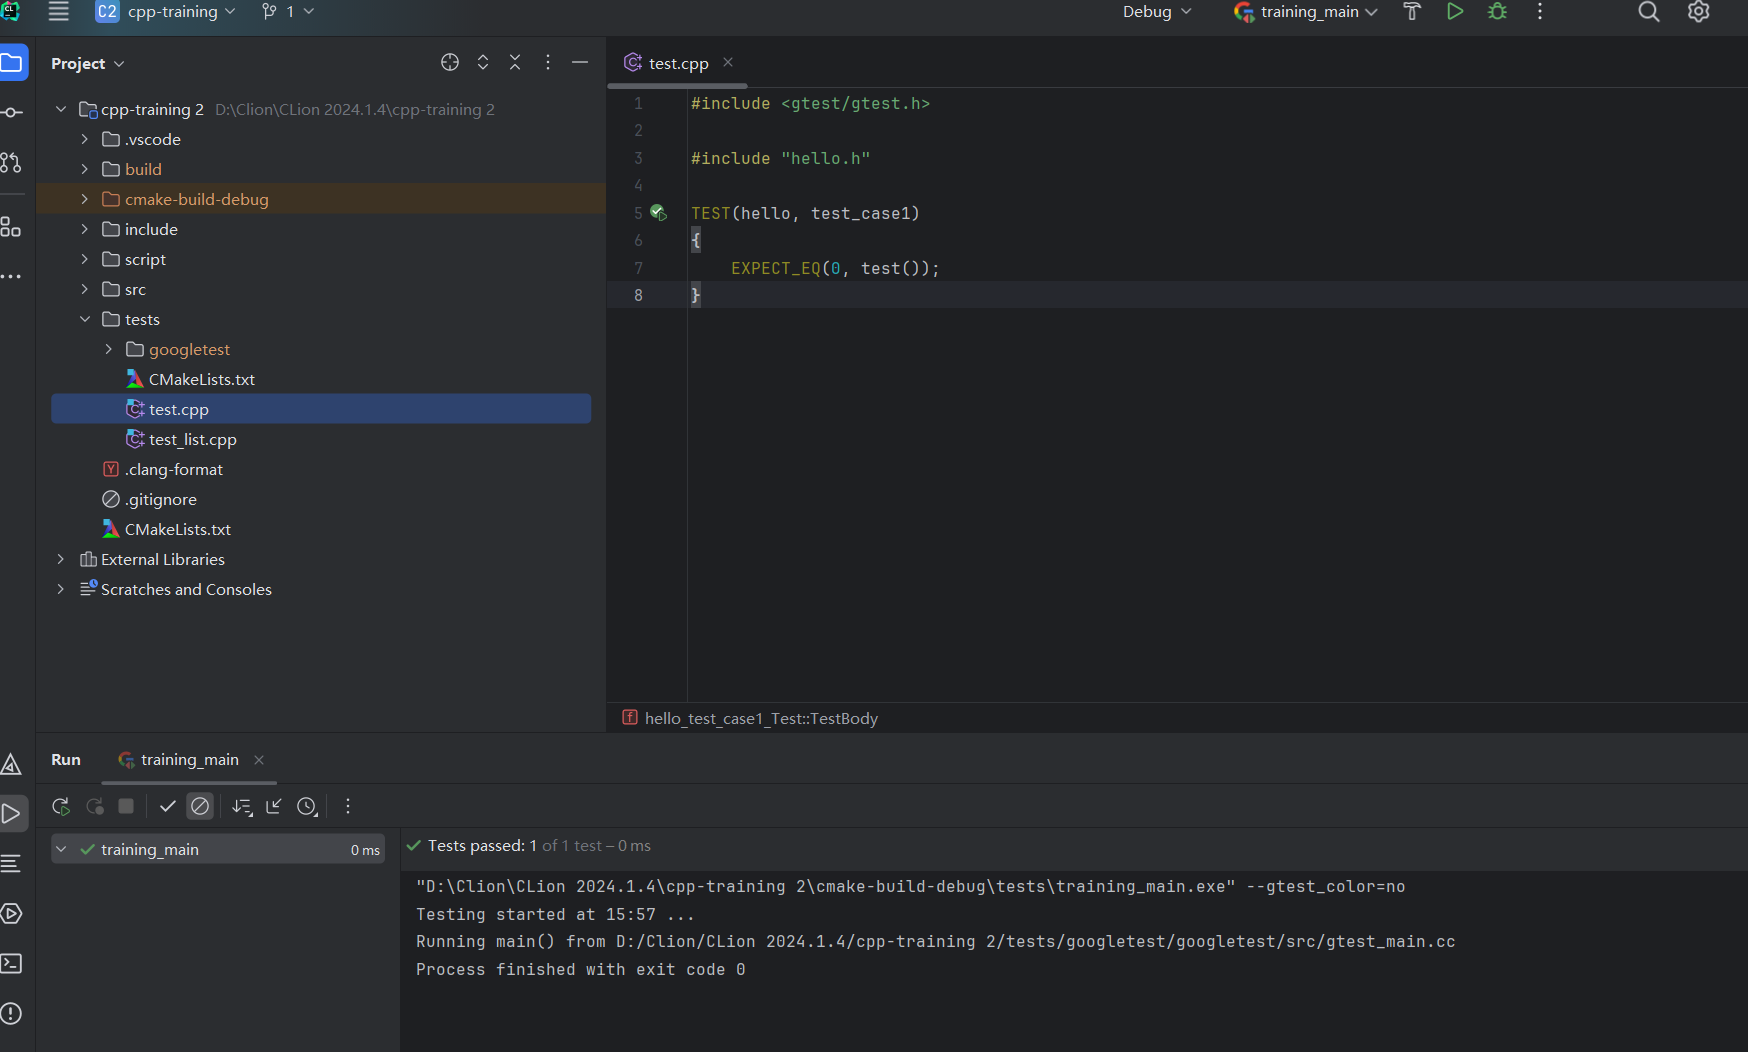 C2 cpp-training 1 Debug training_main
Project
cpp-training 2 D:\Clion\CLion 2024.1.4\cpp-training 2
.vscode
build
cmake-build-debug
include
script
src
tests
googletest
CMakeLists.txt
test.cpp
test_list.cpp
.clang-format
.gitignore
CMakeLists.txt
External Libraries
Scratches and Consoles
test.cpp
1 #include <gtest/gtest.h>
2
3 #include "hello.h"
4
5 TEST(hello, test_case1)
6 {
7 EXPECT_EQ(0, test());
8 }
hello_test_case1_Test::TestBody
Run training_main
training_main 0 ms
Tests passed: 1 of 1 test – 0 ms
"D:\Clion\CLion 2024.1.4\cpp-training 2\cmake-build-debug\tests\training_main.exe" --gtest_color=no
Testing started at 15:57 ...
Running main() from D:/Clion/CLion 2024.1.4/cpp-training 2/tests/googletest/googletest/src/gtest_main.cc
Process finished with exit code 0